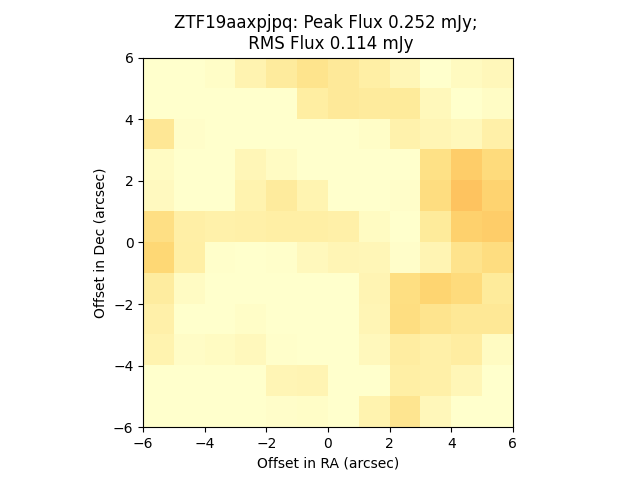 ZTF19aaxpjpq: Peak Flux 0.252 mJy;
RMS Flux 0.114 mJy
6
4
2
0
−2
−4
−6
Offset in Dec (arcsec)
−6 −4 −2 0 2 4 6
Offset in RA (arcsec)